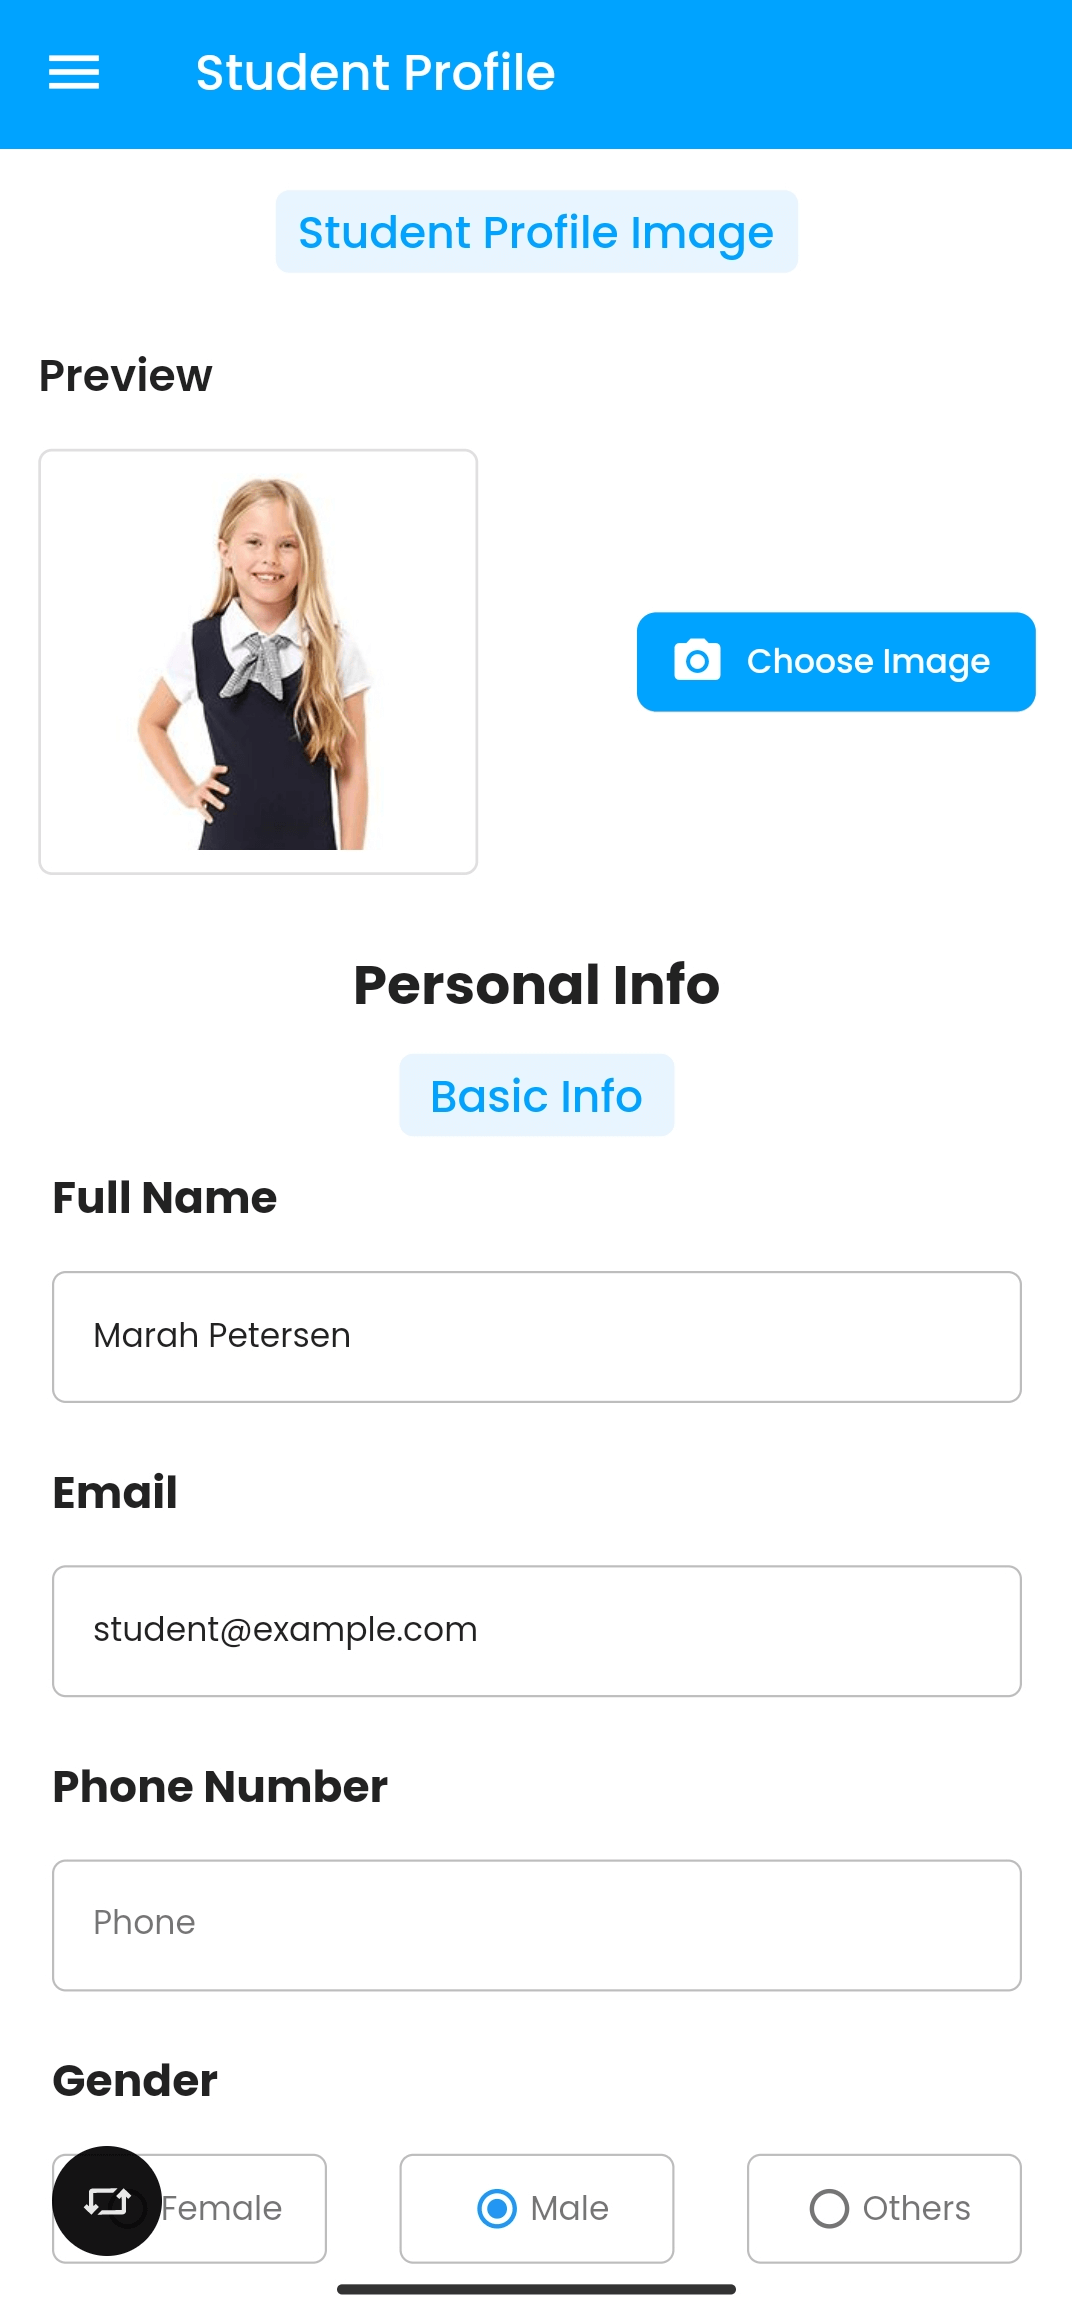 Student Profile
Student Profile Image
Preview
Choose Image
Personal Info
Basic Info
Full Name
Marah Petersen
Email
student@example.com
Phone Number
Phone
Gender
Female Male Others